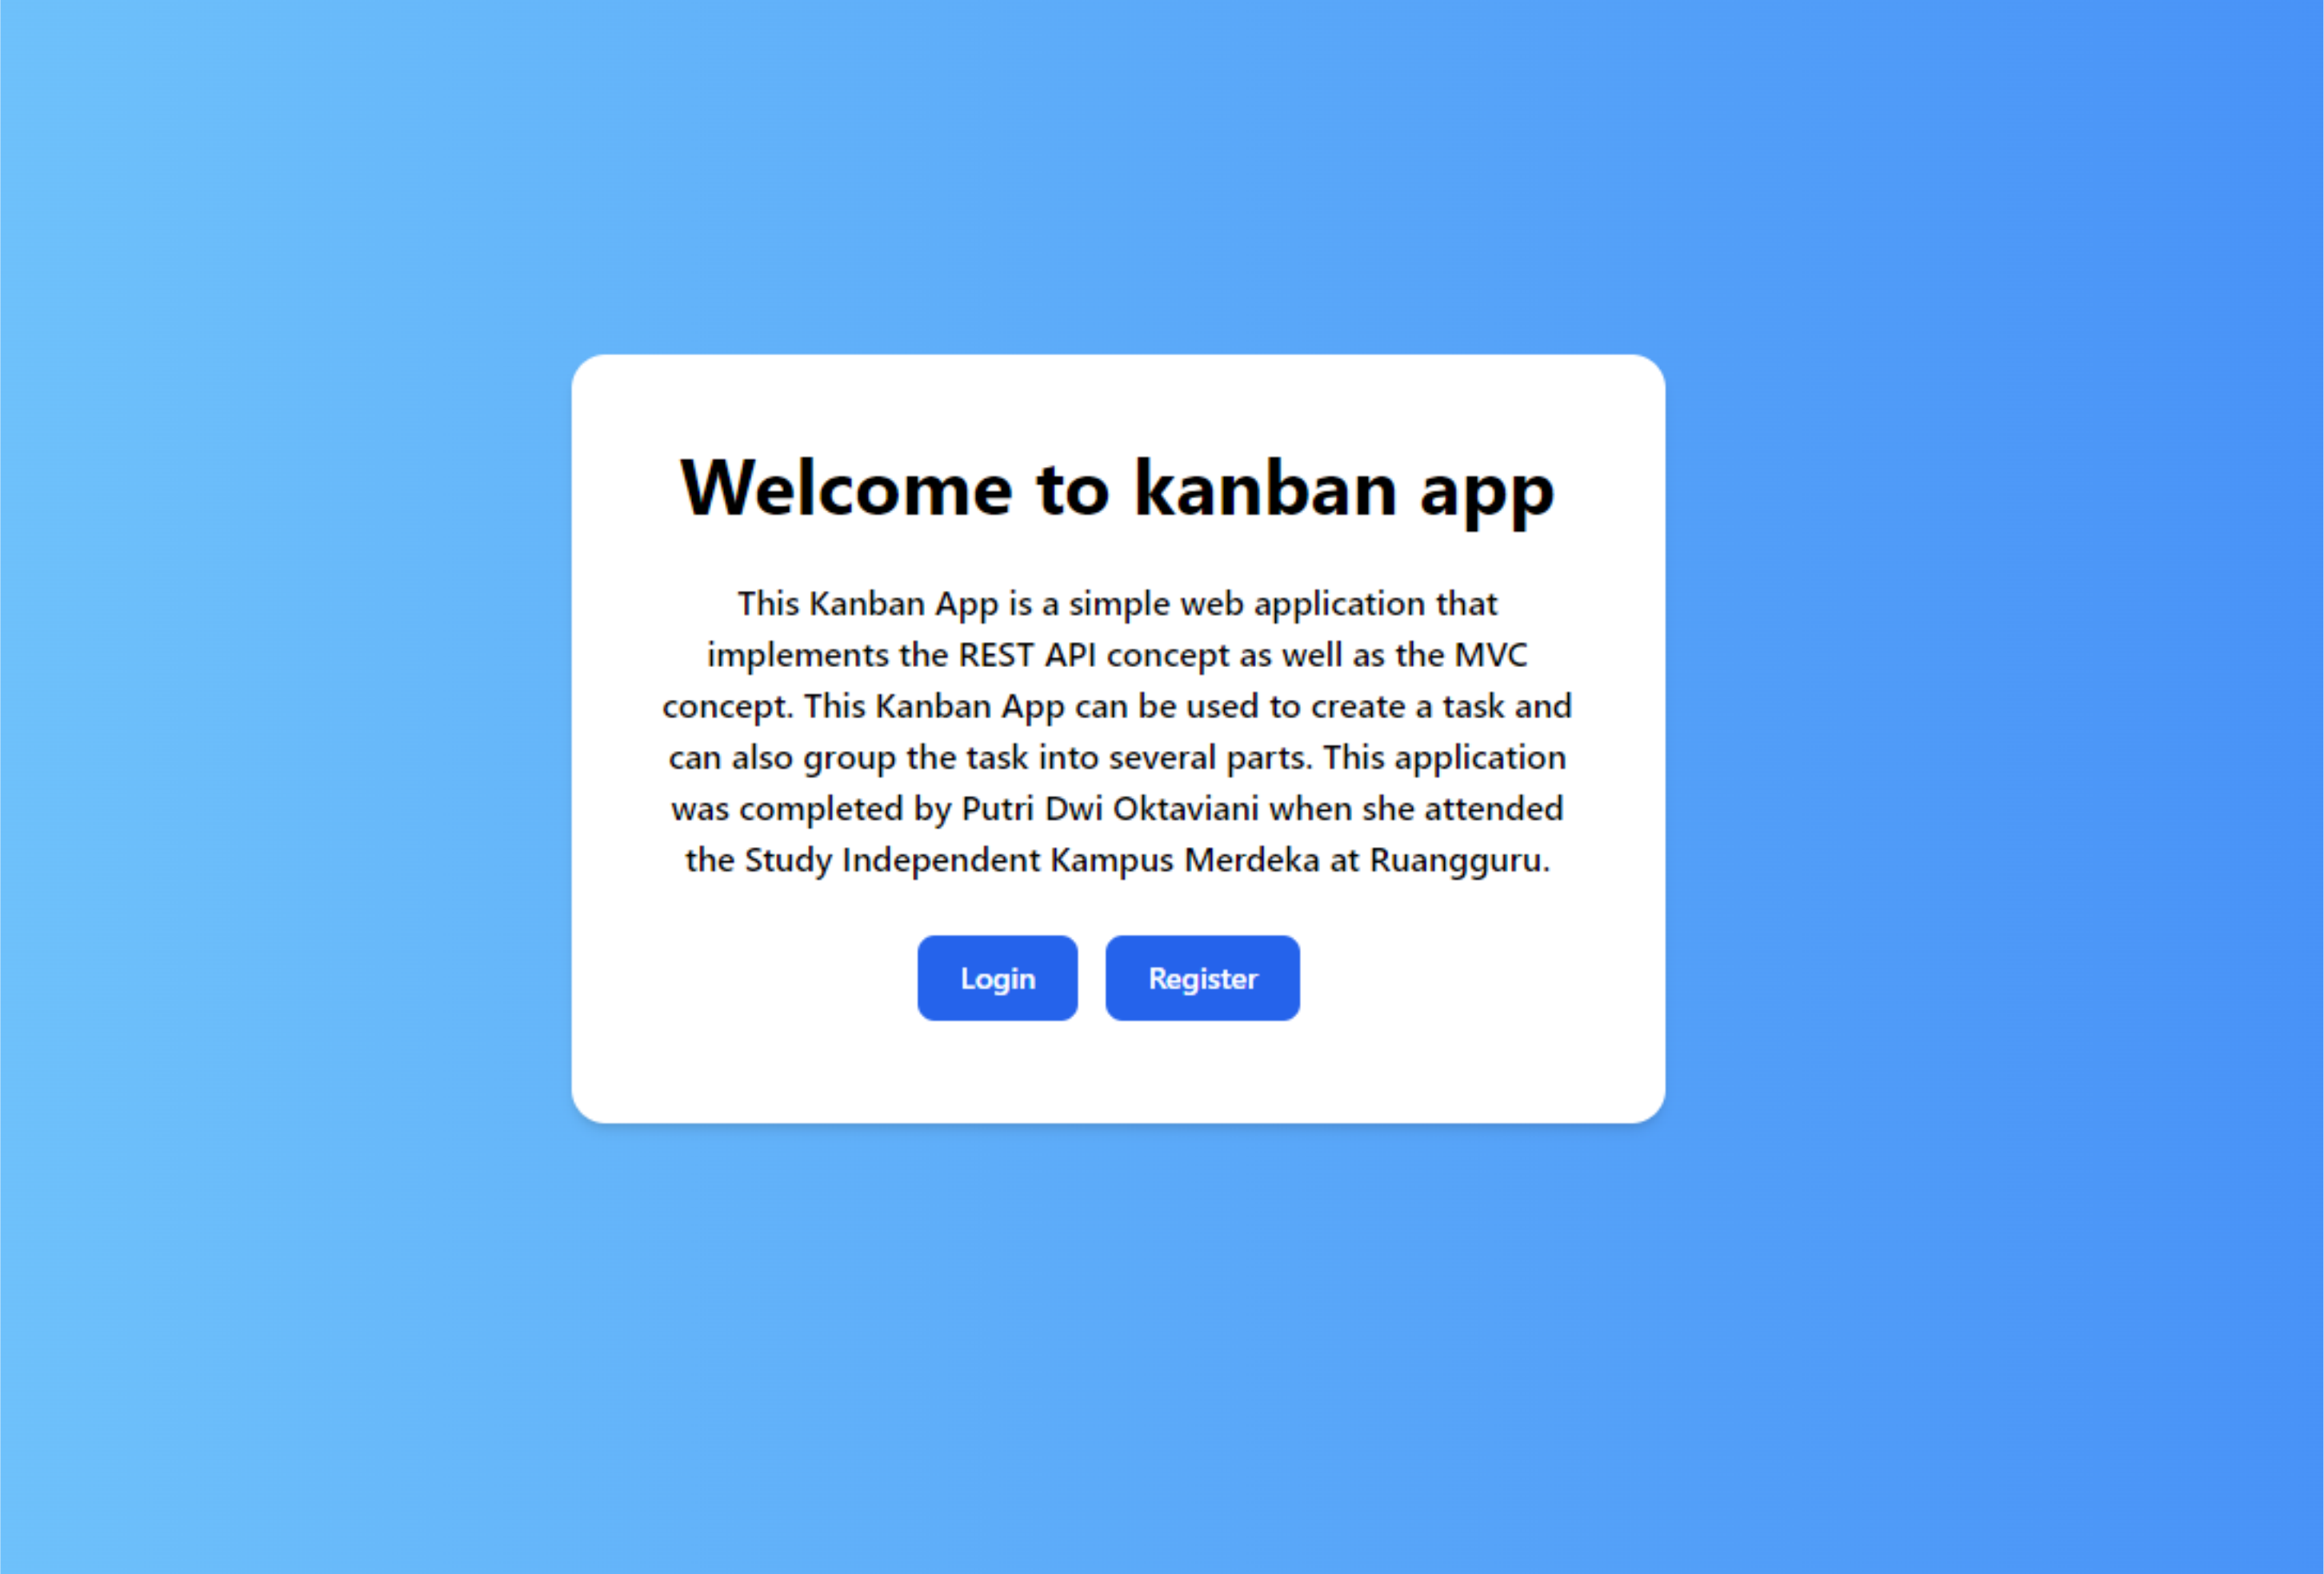 Welcome to kanban app
This Kanban App is a simple web application that
implements the REST API concept as well as the MVC
concept. This Kanban App can be used to create a task and
can also group the task into several parts. This application
was completed by Putri Dwi Oktaviani when she attended
the Study Independent Kampus Merdeka at Ruangguru.
Login Register